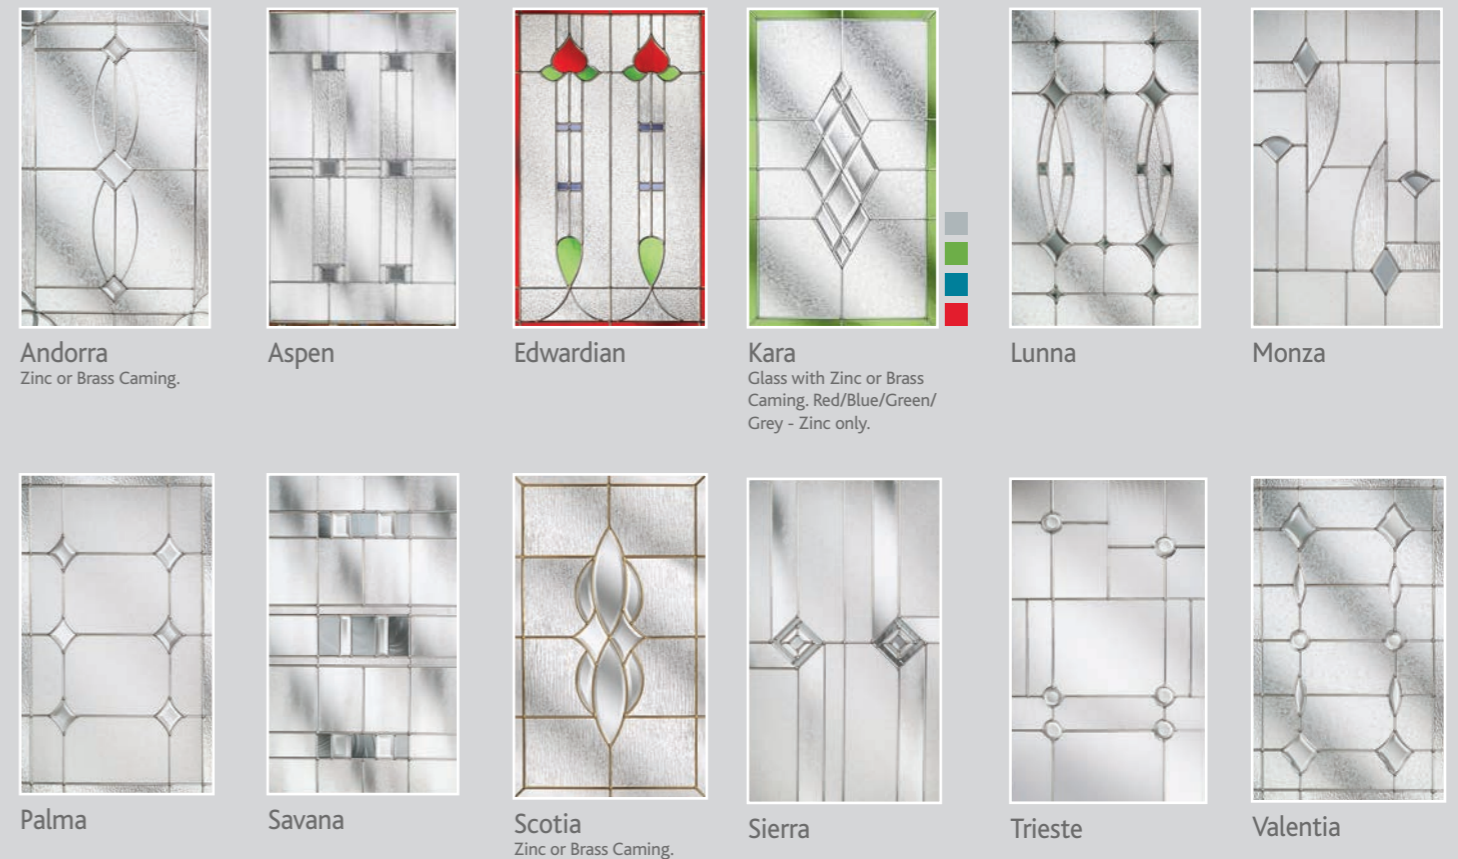 Andorra
Zinc or Brass Caming.
Aspen
Edwardian
Kara
Glass with Zinc or Brass
Caming. Red/Blue/Green/
Grey - Zinc only.
Lunna
Monza
Palma
Savana
Scotia
Zinc or Brass Caming.
Sierra
Trieste
Valentia